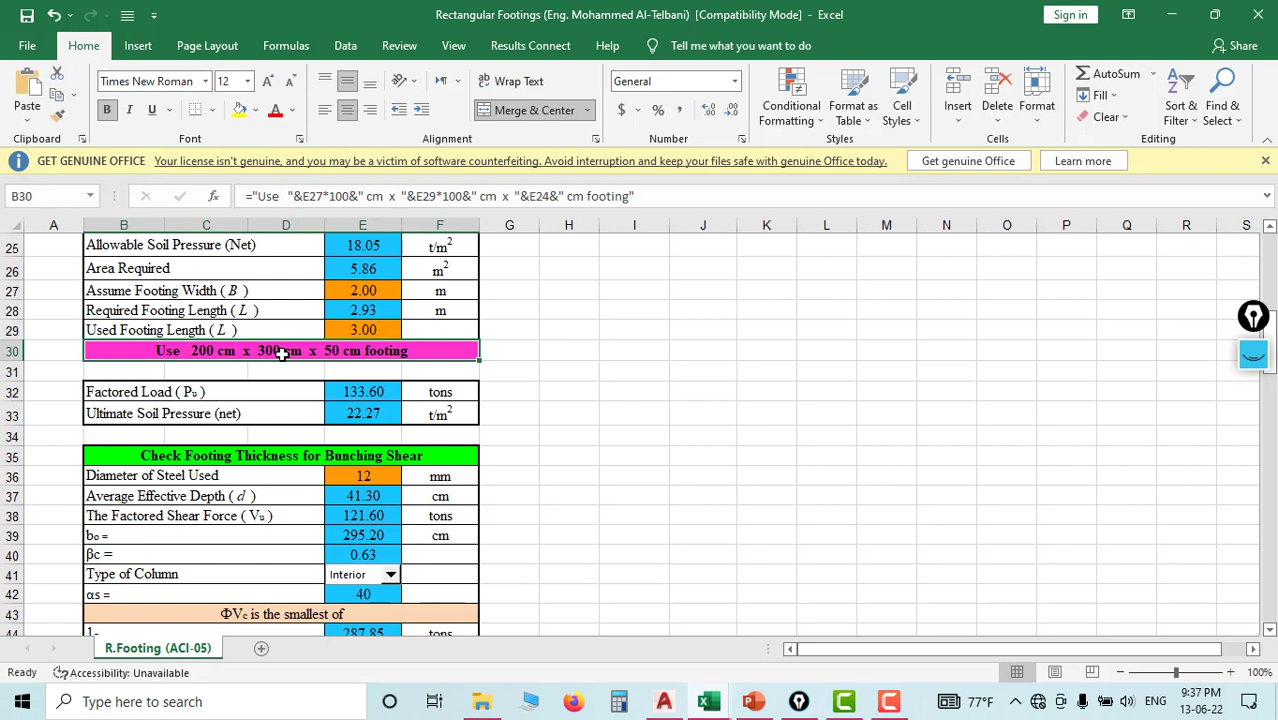 Rectangular Footings (Eng. Mohammed Al-Telbani) [Compatibility Mode] - Excel
Sign in
File Home Insert Page Layout Formulas Data Review View Results Connect Help Tell me what you want to do Share
Paste
Times New Roman 12
Wrap Text
General
B I U
Merge & Center
Conditional Formatting
Format as Table
Cell Styles
Insert Delete Format
AutoSum
Fill
Clear
Sort & Filter
Find & Select
Clipboard Font Alignment Number Styles Cells Editing
GET GENUINE OFFICE Your license isn't genuine, and you may be a victim of software counterfeiting. Avoid interruption and keep your files safe with genuine Office today. Get genuine Office Learn more
B30 fx ="Use "&E27*100&" cm x "&E29*100&" cm x "&E24&" cm footing"
A B C D E F G H I J K L M N O P Q R S
25 Allowable Soil Pressure (Net) 18.05 t/m2
26 Area Required 5.86 m2
27 Assume Footing Width ( B ) 2.00 m
28 Required Footing Length ( L ) 2.93 m
29 Used Footing Length ( L ) 3.00
30 Use 200 cm x 300 cm x 50 cm footing
31
32 Factored Load ( Pu ) 133.60 tons
33 Ultimate Soil Pressure (net) 22.27 t/m2
34
35 Check Footing Thickness for Bunching Shear
36 Diameter of Steel Used 12 mm
37 Average Effective Depth ( d ) 41.30 cm
38 The Factored Shear Force ( Vu ) 121.60 tons
39 bo = 295.20 cm
40 βc = 0.63
41 Type of Column Interior
42 αs = 40
43 ΦVc is the smallest of
44 1- 287.85 tons
R.Footing (ACI-05)
Ready Accessibility: Unavailable 100%
Type here to search
77°F ENG 9:37 PM
13-06-22